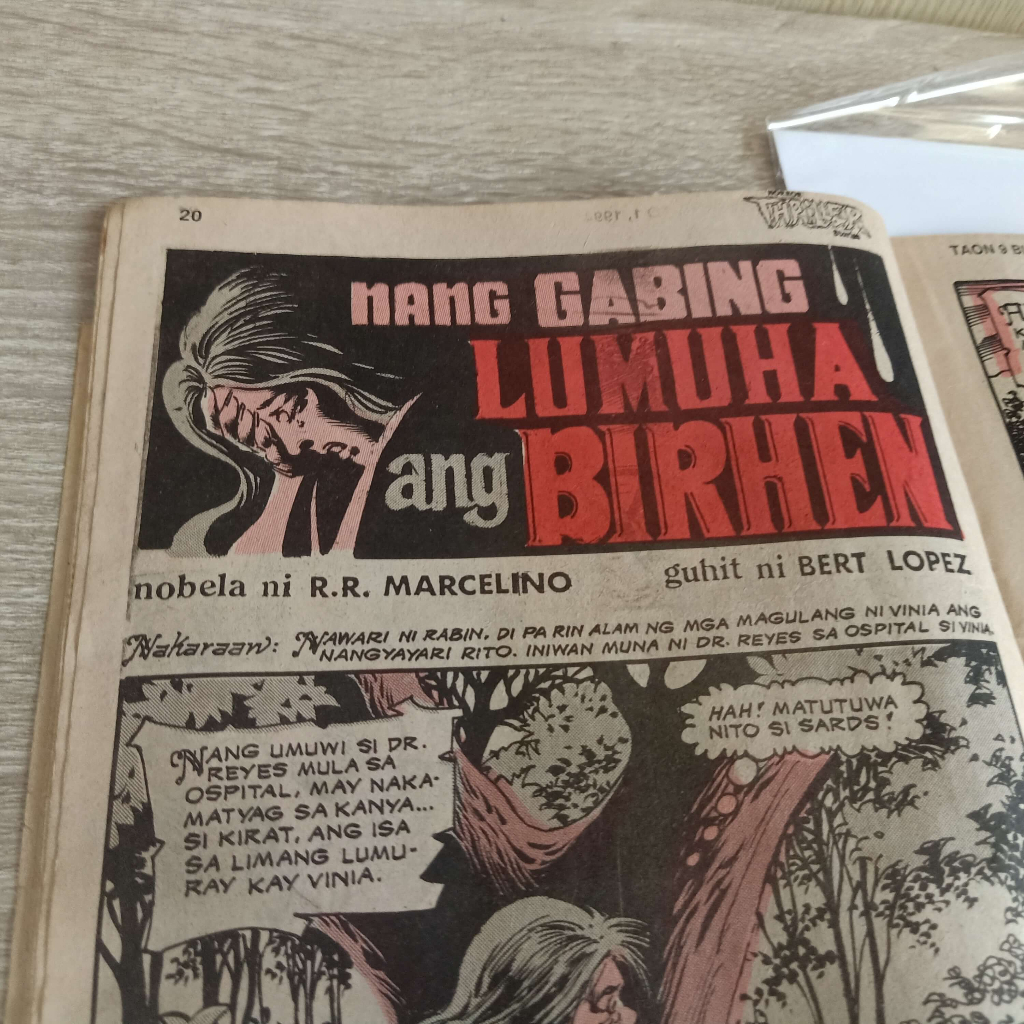 20
THRILLER
TAON 9
NANG GABING
LUMUHA
ang BIRHEN
nobela ni R.R. MARCELINO
guhit ni BERT LOPEZ
Nakaraan: NAWARI NI RABIN. DI PA RIN ALAM NG MGA MAGULANG NI VINIA ANG
NANGYAYARI RITO. INIWAN MUNA NI DR. REYES SA OSPITAL SI VINIA.
NANG UMUWI SI DR.
REYES MULA SA
OSPITAL, MAY NAKA-
MATYAG SA KANYA...
SI KIRAT, ANG ISA
SA LIMANG LUMU-
RAY KAY VINIA.
HAH! MATUTUWA
NITO SI SARDS!